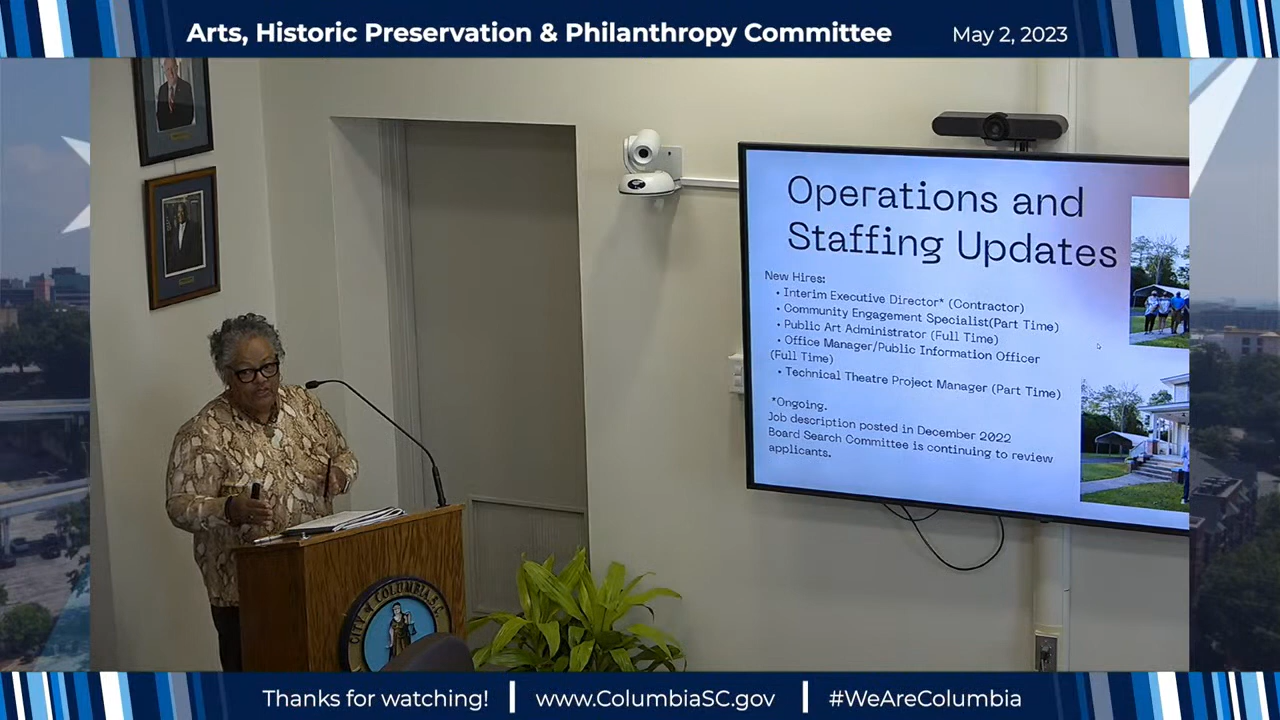 Arts, Historic Preservation & Philanthropy Committee
May 2, 2023
Operations and
Staffing Updates
New Hires:
• Interim Executive Director* (Contractor)
• Community Engagement Specialist(Part Time)
• Public Art Administrator (Full Time)
• Office Manager/Public Information Officer
(Full Time)
• Technical Theatre Project Manager (Part Time)
*Ongoing.
Job description posted in December 2022
Board Search Committee is continuing to review
applicants.
CITY of COLUMBIA, S.C.
Thanks for watching!
www.ColumbiaSC.gov
#WeAreColumbia